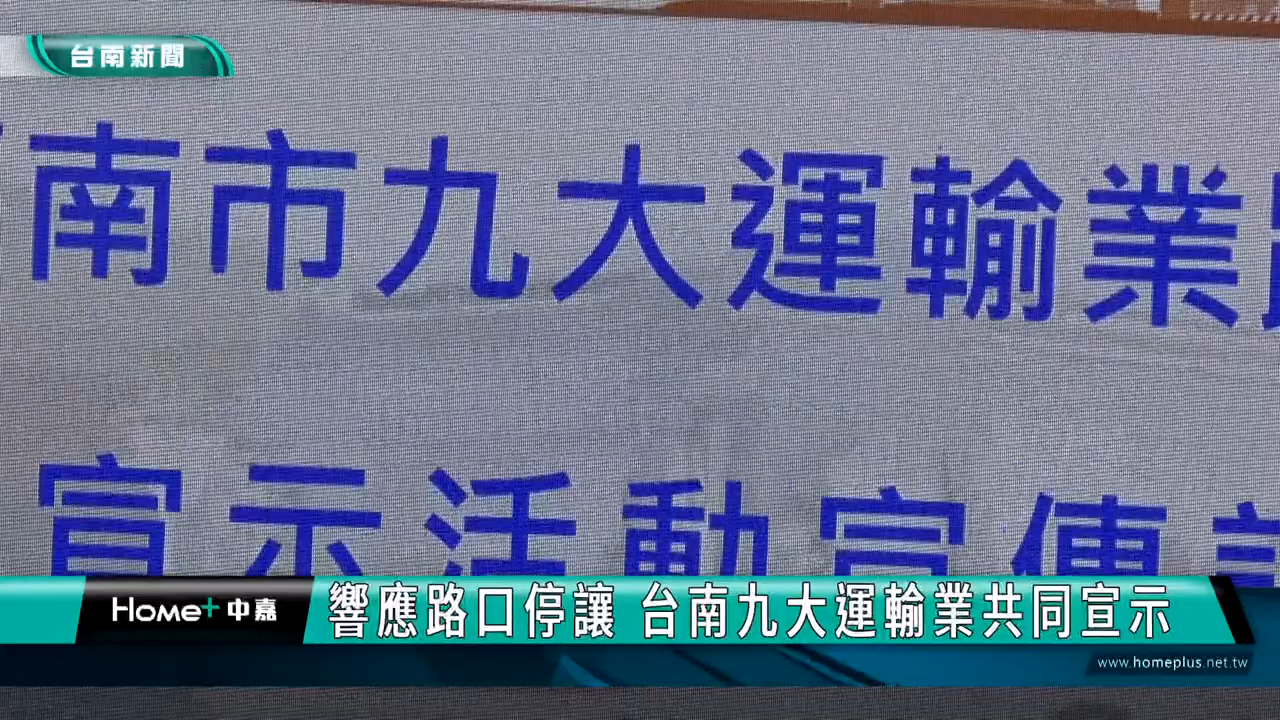 台南新聞
南市九大運輸業
宣示活動宣傳
Home+中嘉
響應路口停讓 台南九大運輸業共同宣示
www.homeplus.net.tw